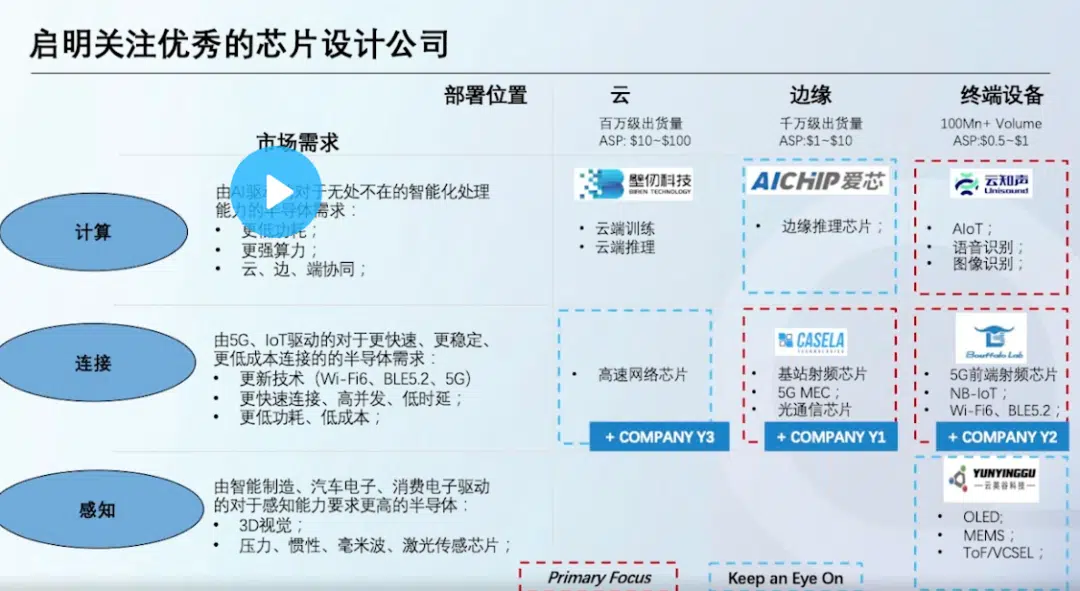 启明关注优秀的芯片设计公司
部署位置
云
边缘
终端设备
百万级出货量
千万级出货量
100Mn+ Volume
ASP: $10~$100
ASP:$1~$10
ASP:$0.5~$1
市场需求
计算
由AI驱动的对于无处不在的智能化处理
能力的半导体需求：
• 更低功耗；
• 更强算力；
• 云、边、端协同；
壁仞科技
BIREN TECHNOLOGY
• 云端训练
• 云端推理
AICHIP爱芯
• 边缘推理芯片；
云知声
Unisound
• AIoT；
• 语音识别；
• 图像识别；
连接
由5G、IoT驱动的对于更快速、更稳定、
更低成本连接的的半导体需求：
• 更新技术（Wi-Fi6、BLE5.2、5G）
• 更快速连接、高并发、低时延；
• 更低功耗、低成本；
• 高速网络芯片
+ COMPANY Y3
CASELA
TECHNOLOGIES
• 基站射频芯片
• 5G MEC；
• 光通信芯片
+ COMPANY Y1
Bouffalo Lab
• 5G前端射频芯片
• NB-IoT；
• Wi-Fi6、BLE5.2；
+ COMPANY Y2
感知
由智能制造、汽车电子、消费电子驱动
的对于感知能力要求更高的半导体：
• 3D视觉；
• 压力、惯性、毫米波、激光传感芯片；
YUNYINGGU
云英谷科技
• OLED;
• MEMS；
• ToF/VCSEL；
Primary Focus
Keep an Eye On